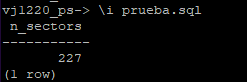 vj1220_ps-> \i prueba.sql
n_sectors
-----------
227
(1 row)